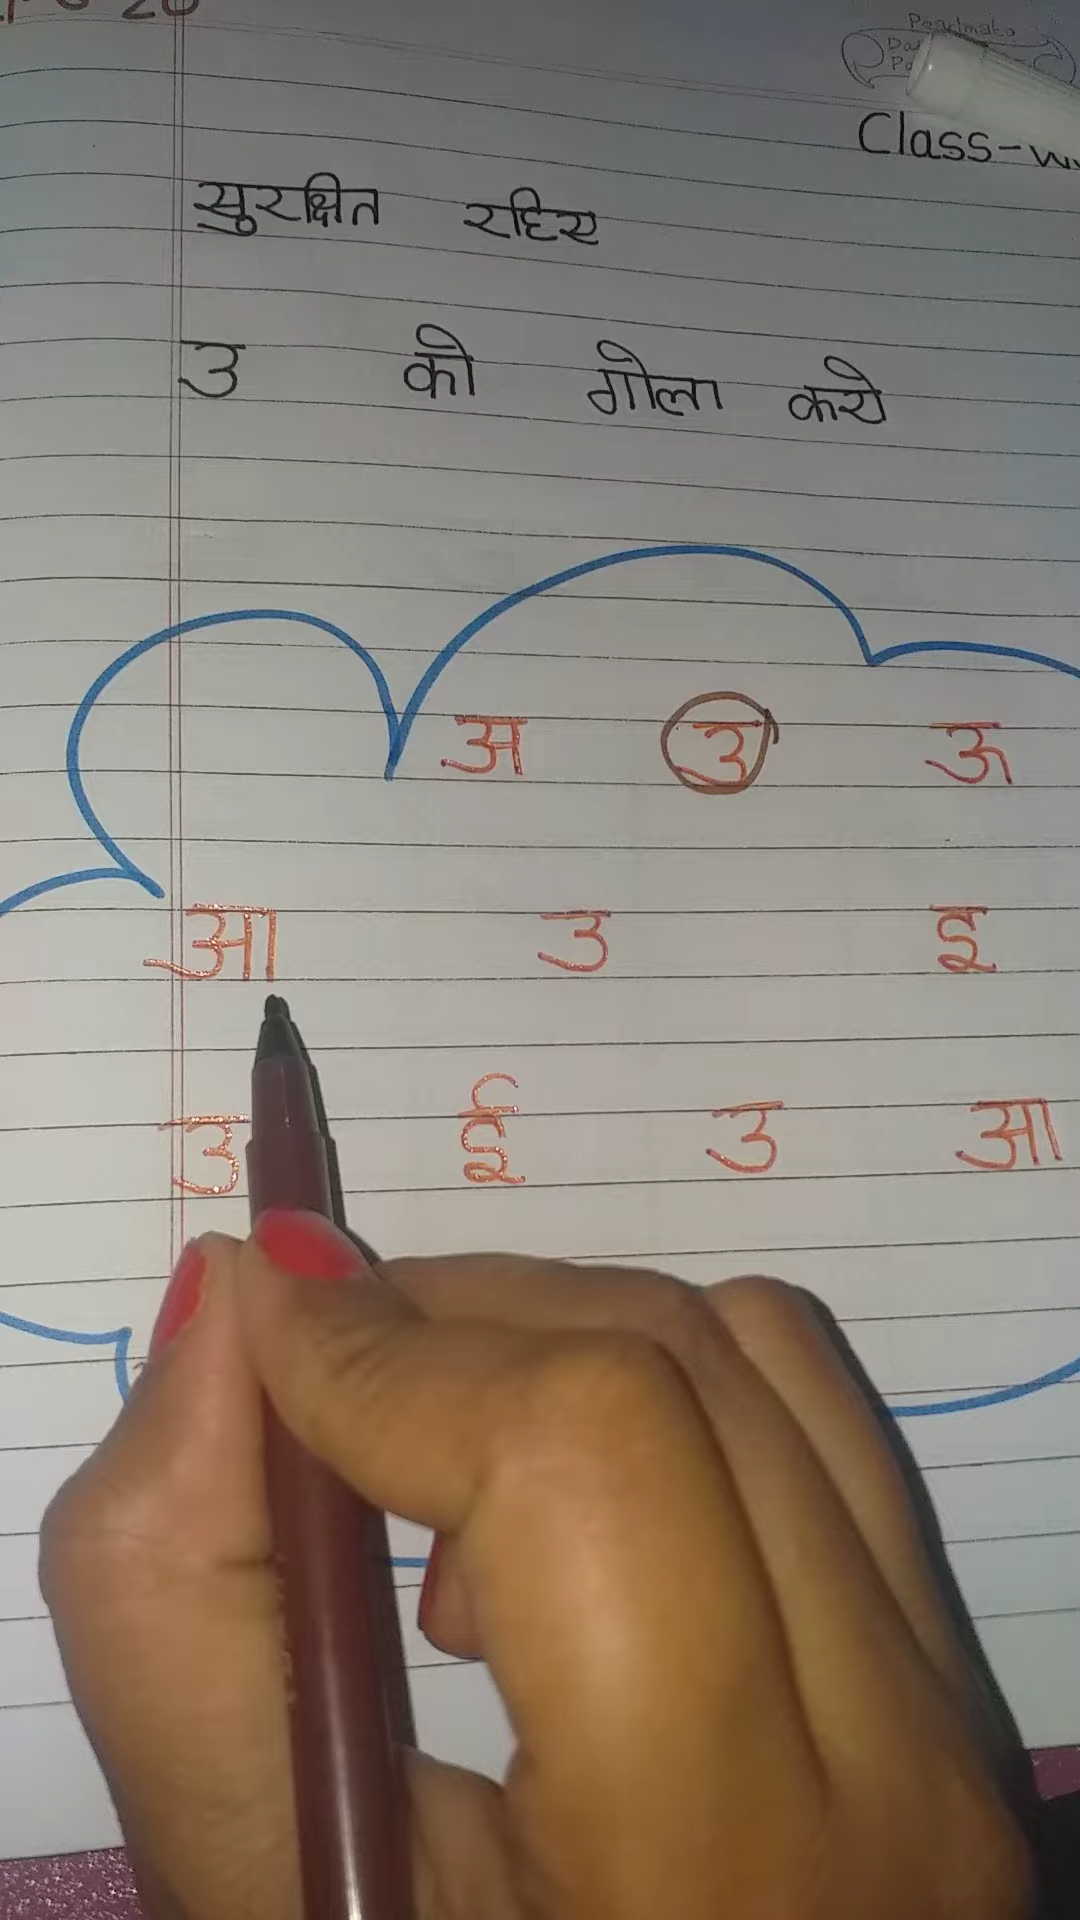 Class-
सुरक्षित रहिए
उ को गोला करो
अ उ ऊ
आ उ इ
उ ई उ आ